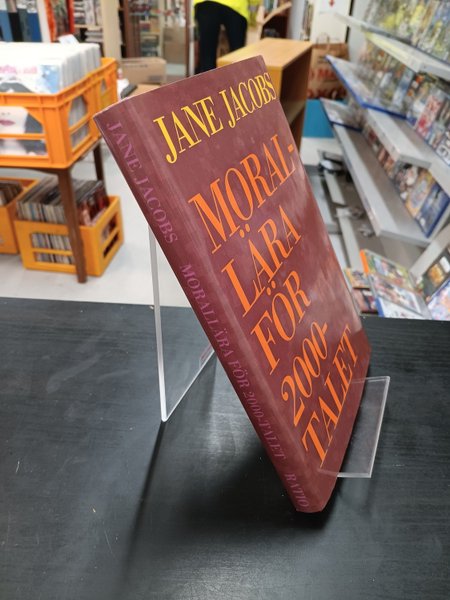 JANE JACOBS
MORAL-
LÄRA
FÖR
2000-
TALET
JANE JACOBS MORALLÄRA FÖR 2000-TALET RATIO